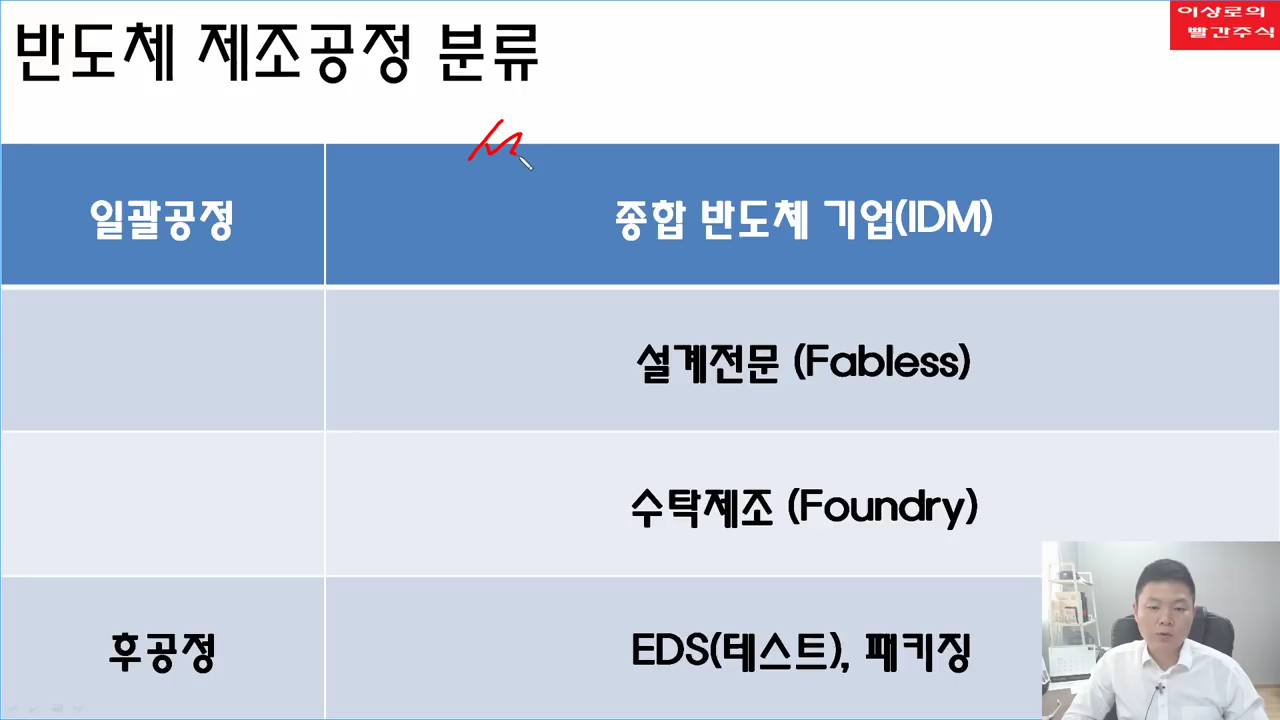 이상로의
빨간주식
반도체 제조공정 분류
일괄공정
종합 반도체 기업(IDM)
설계전문 (Fabless)
수탁제조 (Foundry)
후공정
EDS(테스트), 패키징